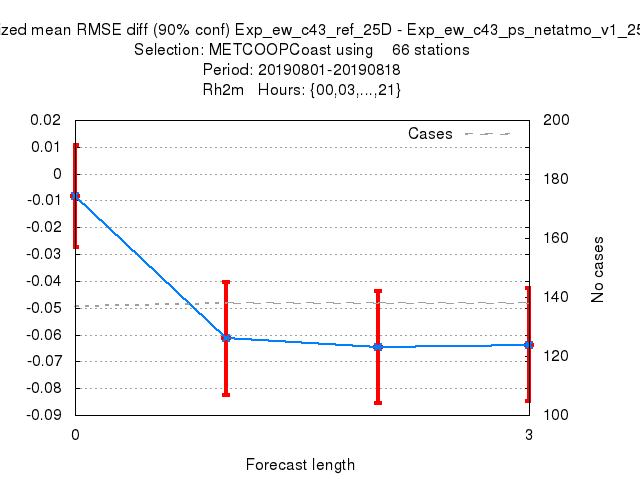 ized mean RMSE diff (90% conf) Exp_ew_c43_ref_25D - Exp_ew_c43_ps_netatmo_v1_25
Selection: METCOOPCoast using 66 stations
Period: 20190801-20190818
Rh2m Hours: {00,03,...,21}
Cases
0.02
0.01
0
-0.01
-0.02
-0.03
-0.04
-0.05
-0.06
-0.07
-0.08
-0.09
200
180
160
140
120
100
No cases
0 3
Forecast length